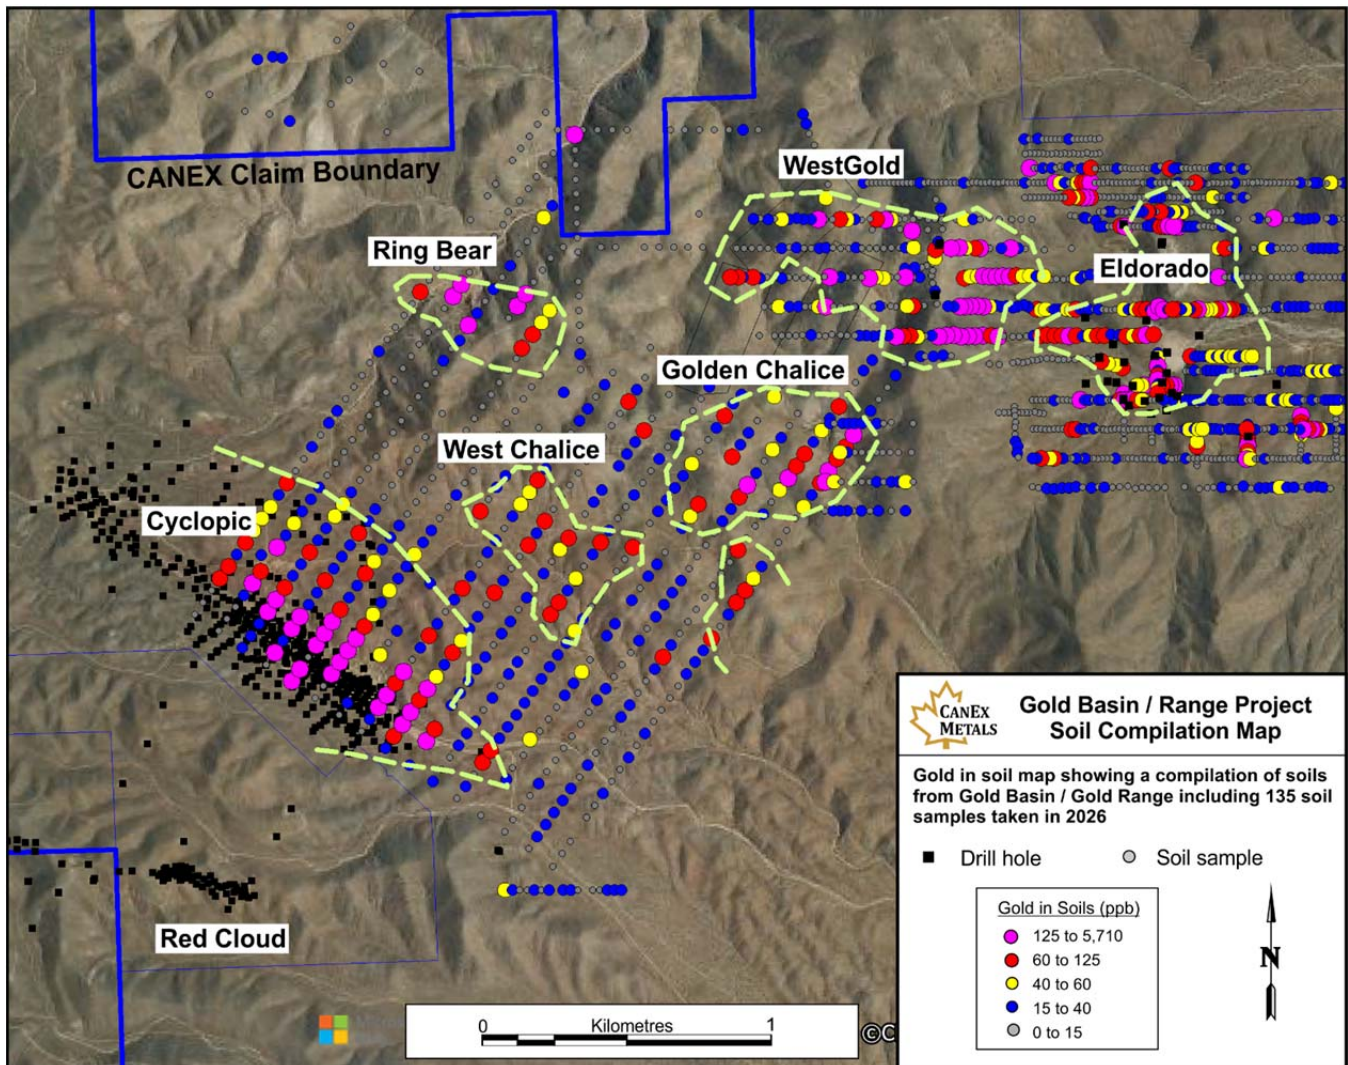 CANEX Claim Boundary
WestGold
Ring Bear
Eldorado
Golden Chalice
West Chalice
Cyclopic
Red Cloud
CANEX
METALS
Gold Basin / Range Project
Soil Compilation Map
Gold in soil map showing a compilation of soils
from Gold Basin / Gold Range including 135 soil
samples taken in 2026
Drill hole
Soil sample
Gold in Soils (ppb)
125 to 5,710
60 to 125
40 to 60
15 to 40
0 to 15
N
0 Kilometres 1
©